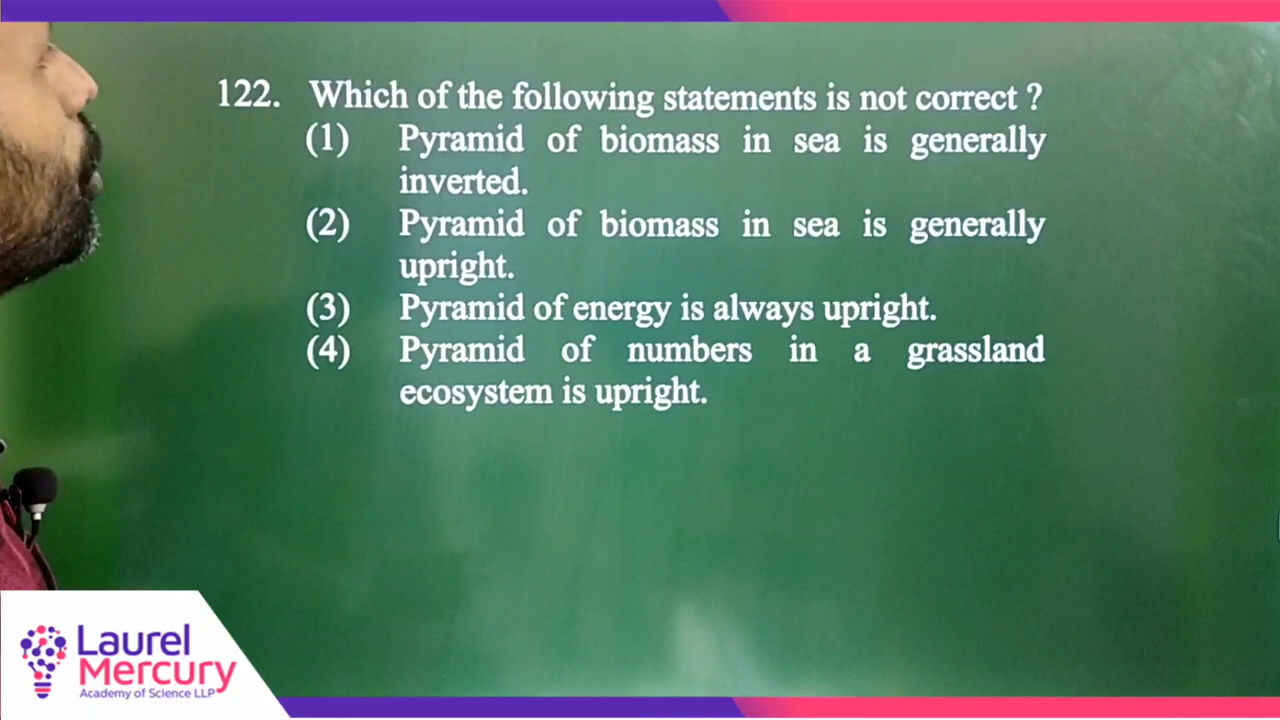 122. Which of the following statements is not correct ?
(1) Pyramid of biomass in sea is generally
inverted.
(2) Pyramid of biomass in sea is generally
upright.
(3) Pyramid of energy is always upright.
(4) Pyramid of numbers in a grassland
ecosystem is upright.
Laurel
Mercury
Academy of Science LLP